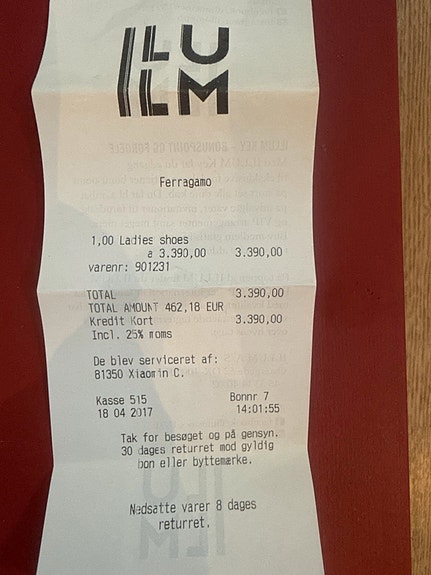 ILLUM
Ferragamo
1,00 Ladies shoes
a 3.390,00 3.390,00
varenr: 901231
TOTAL 3.390,00
TOTAL AMOUNT 462,18 EUR
Kredit Kort 3.390,00
Incl. 25% moms
De blev serviceret af:
81350 Xiaomin C.
Kasse 515 Bonnr 7
18 04 2017 14:01:55
Tak for besøget og på gensyn.
30 dages returret mod gyldig
bon eller byttemærke.
Nedsatte varer 8 dages
returret.